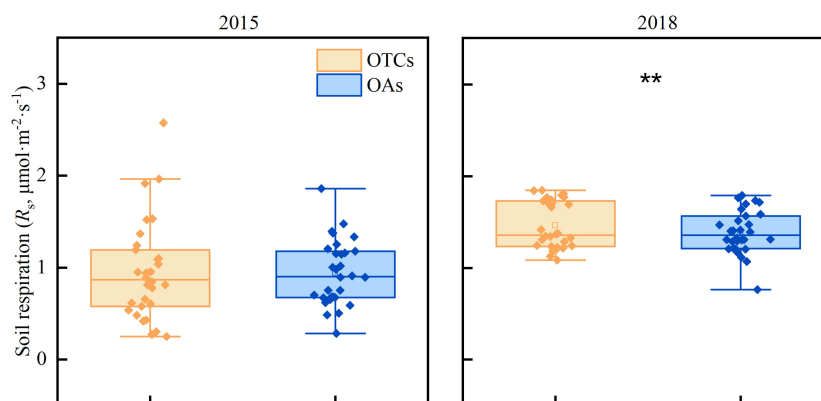 2015
2018
OTCs
OAs
**
3
2
1
0
Soil respiration (Rs, μmol·m-2·s-1)